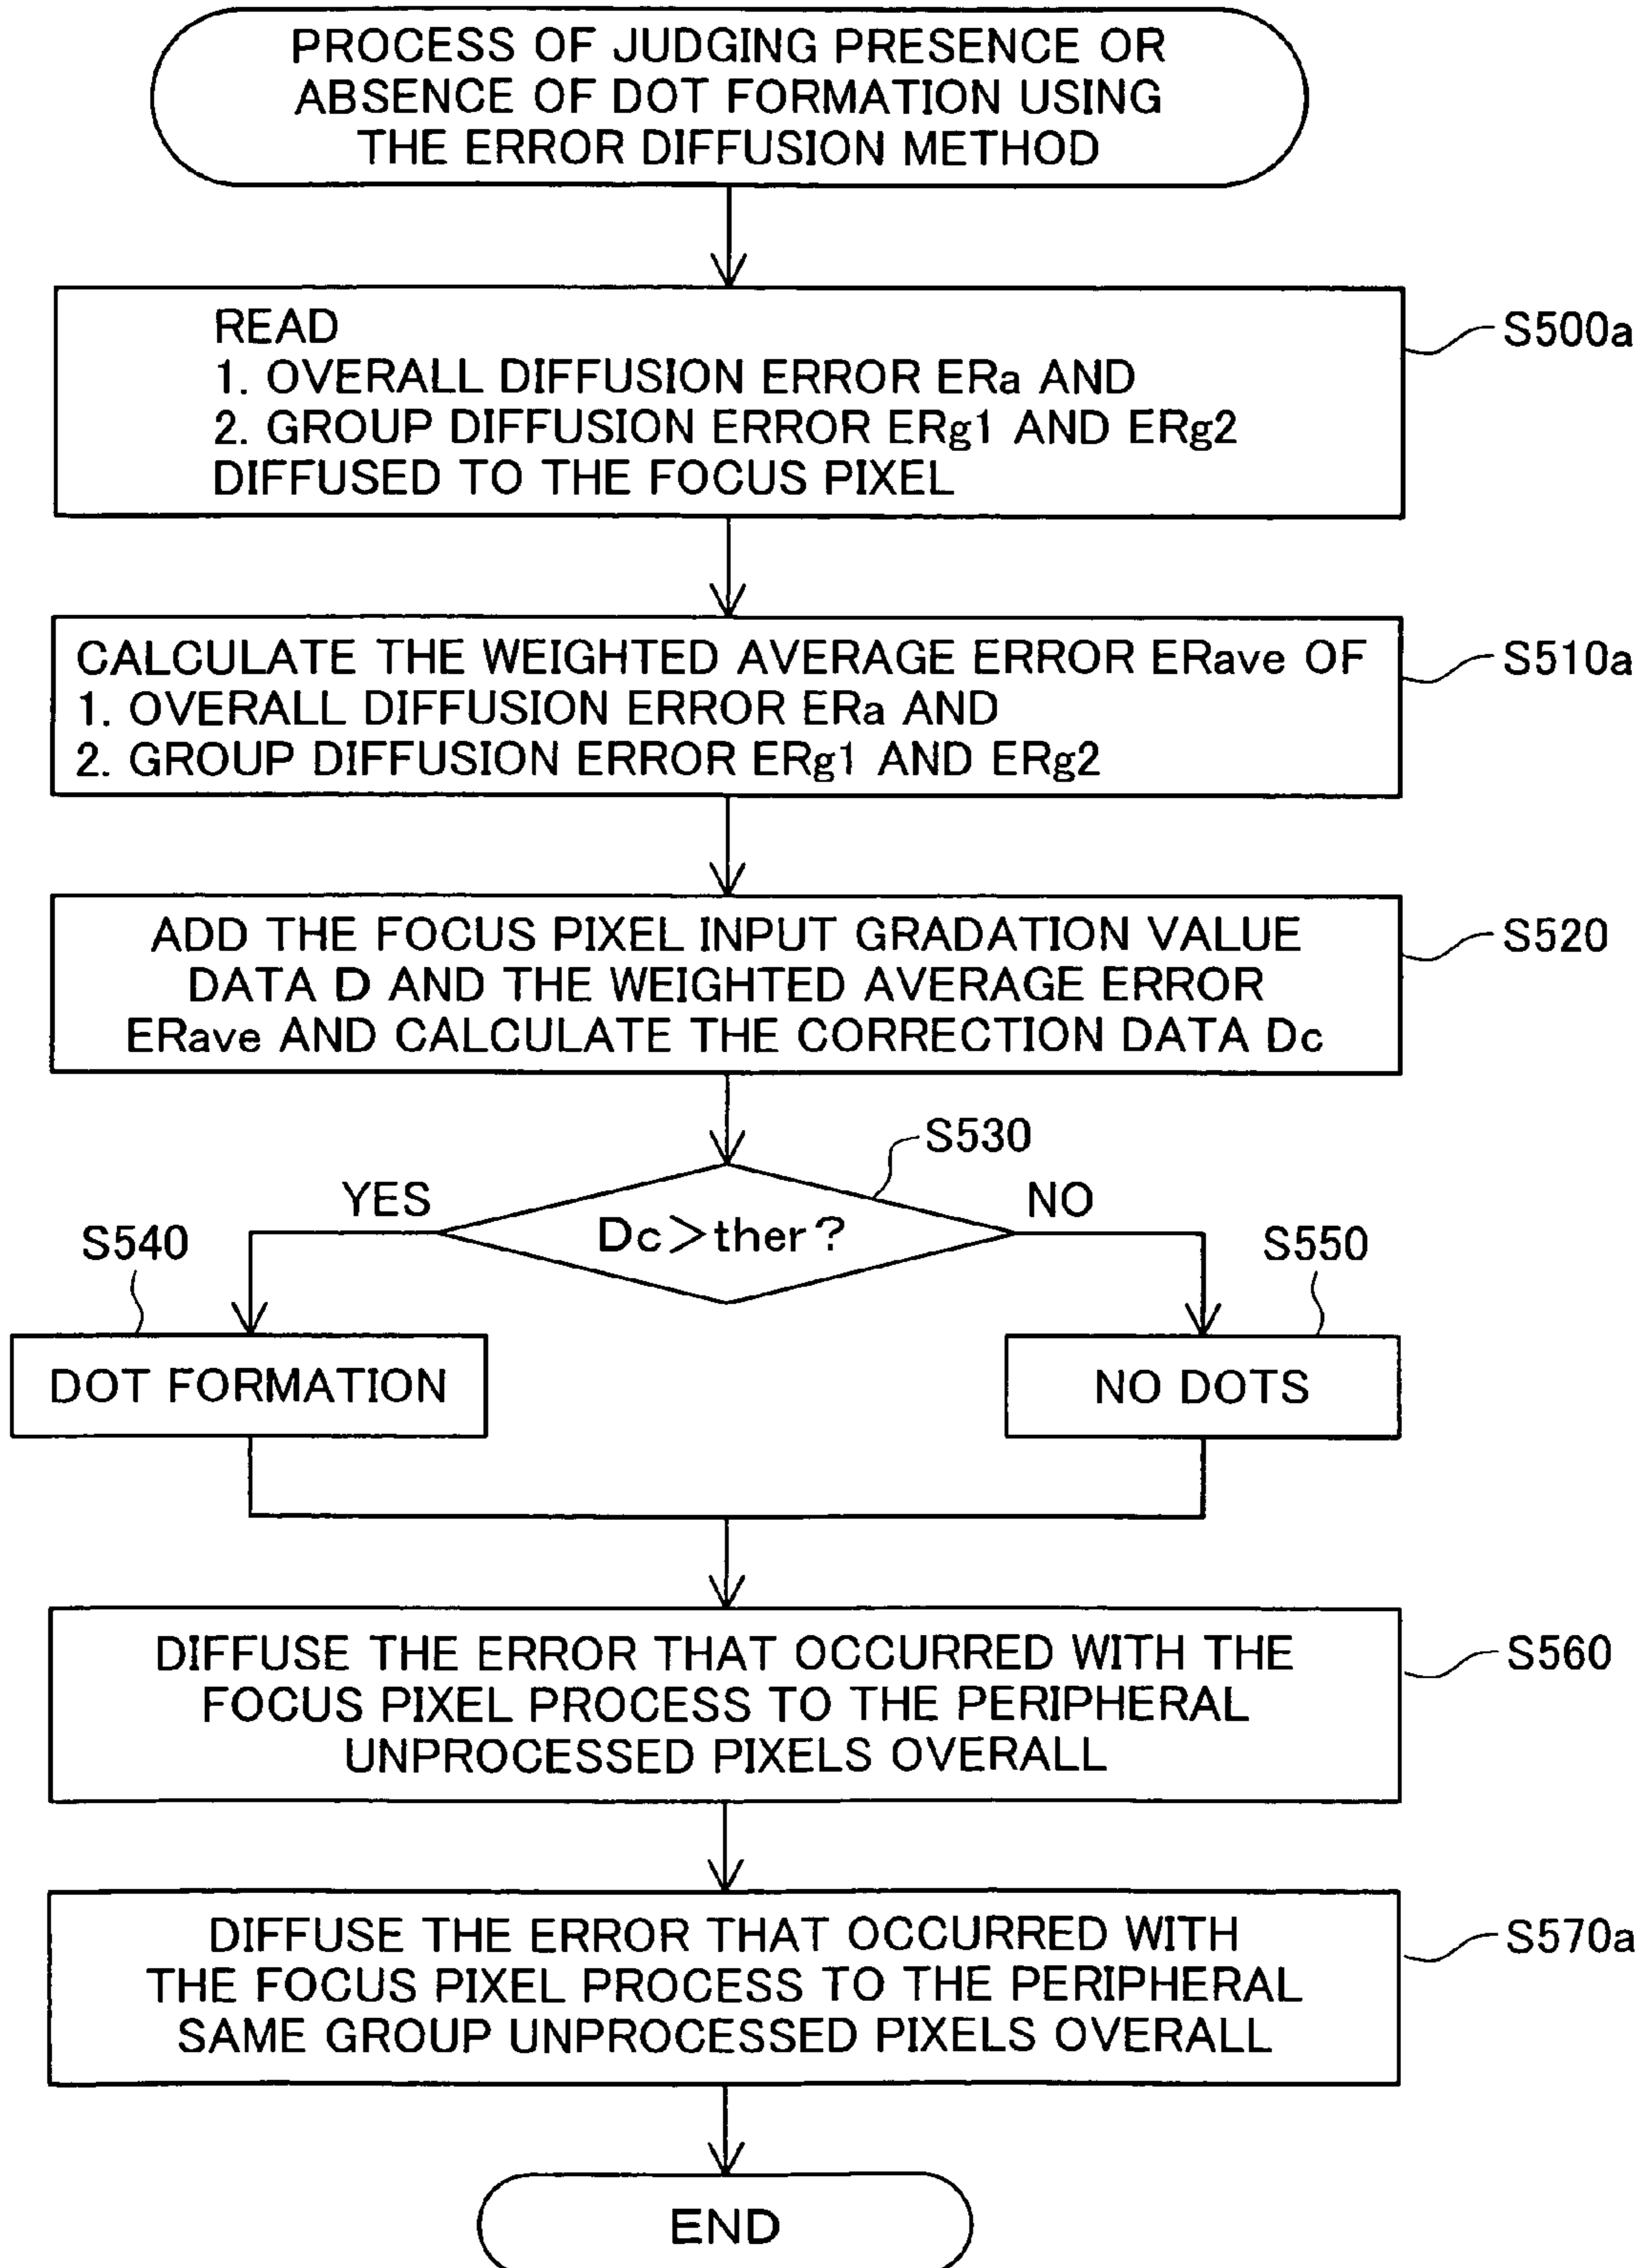 PROCESS OF JUDGING PRESENCE OR
ABSENCE OF DOT FORMATION USING
THE ERROR DIFFUSION METHOD
READ
1. OVERALL DIFFUSION ERROR ERa AND
2. GROUP DIFFUSION ERROR ERg1 AND ERg2
DIFFUSED TO THE FOCUS PIXEL
S500a
CALCULATE THE WEIGHTED AVERAGE ERROR ERave OF
1. OVERALL DIFFUSION ERROR ERa AND
2. GROUP DIFFUSION ERROR ERg1 AND ERg2
S510a
ADD THE FOCUS PIXEL INPUT GRADATION VALUE
DATA D AND THE WEIGHTED AVERAGE ERROR
ERave AND CALCULATE THE CORRECTION DATA Dc
S520
S530
YES
Dc>ther?
NO
S540
S550
DOT FORMATION
NO DOTS
DIFFUSE THE ERROR THAT OCCURRED WITH THE
FOCUS PIXEL PROCESS TO THE PERIPHERAL
UNPROCESSED PIXELS OVERALL
S560
DIFFUSE THE ERROR THAT OCCURRED WITH
THE FOCUS PIXEL PROCESS TO THE PERIPHERAL
SAME GROUP UNPROCESSED PIXELS OVERALL
S570a
END